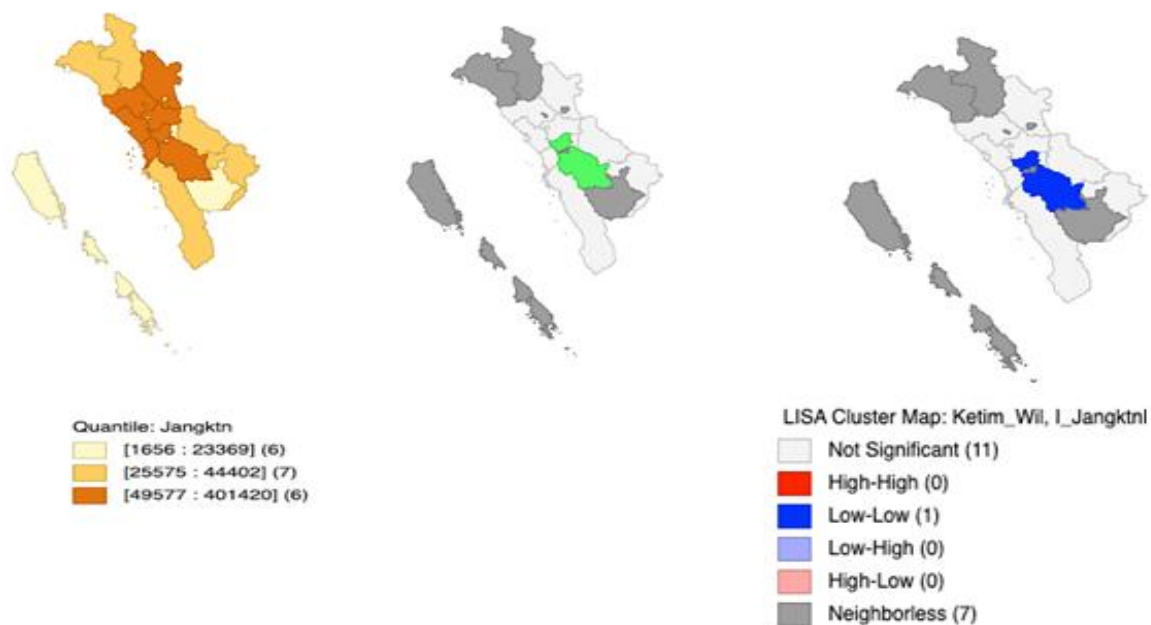 Quantile: Jangktn
[1656 : 23369] (6)
[25575 : 44402] (7)
[49577 : 401420] (6)
LISA Cluster Map: Ketim_Wil, I_Jangktnl
Not Significant (11)
High-High (0)
Low-Low (1)
Low-High (0)
High-Low (0)
Neighborless (7)